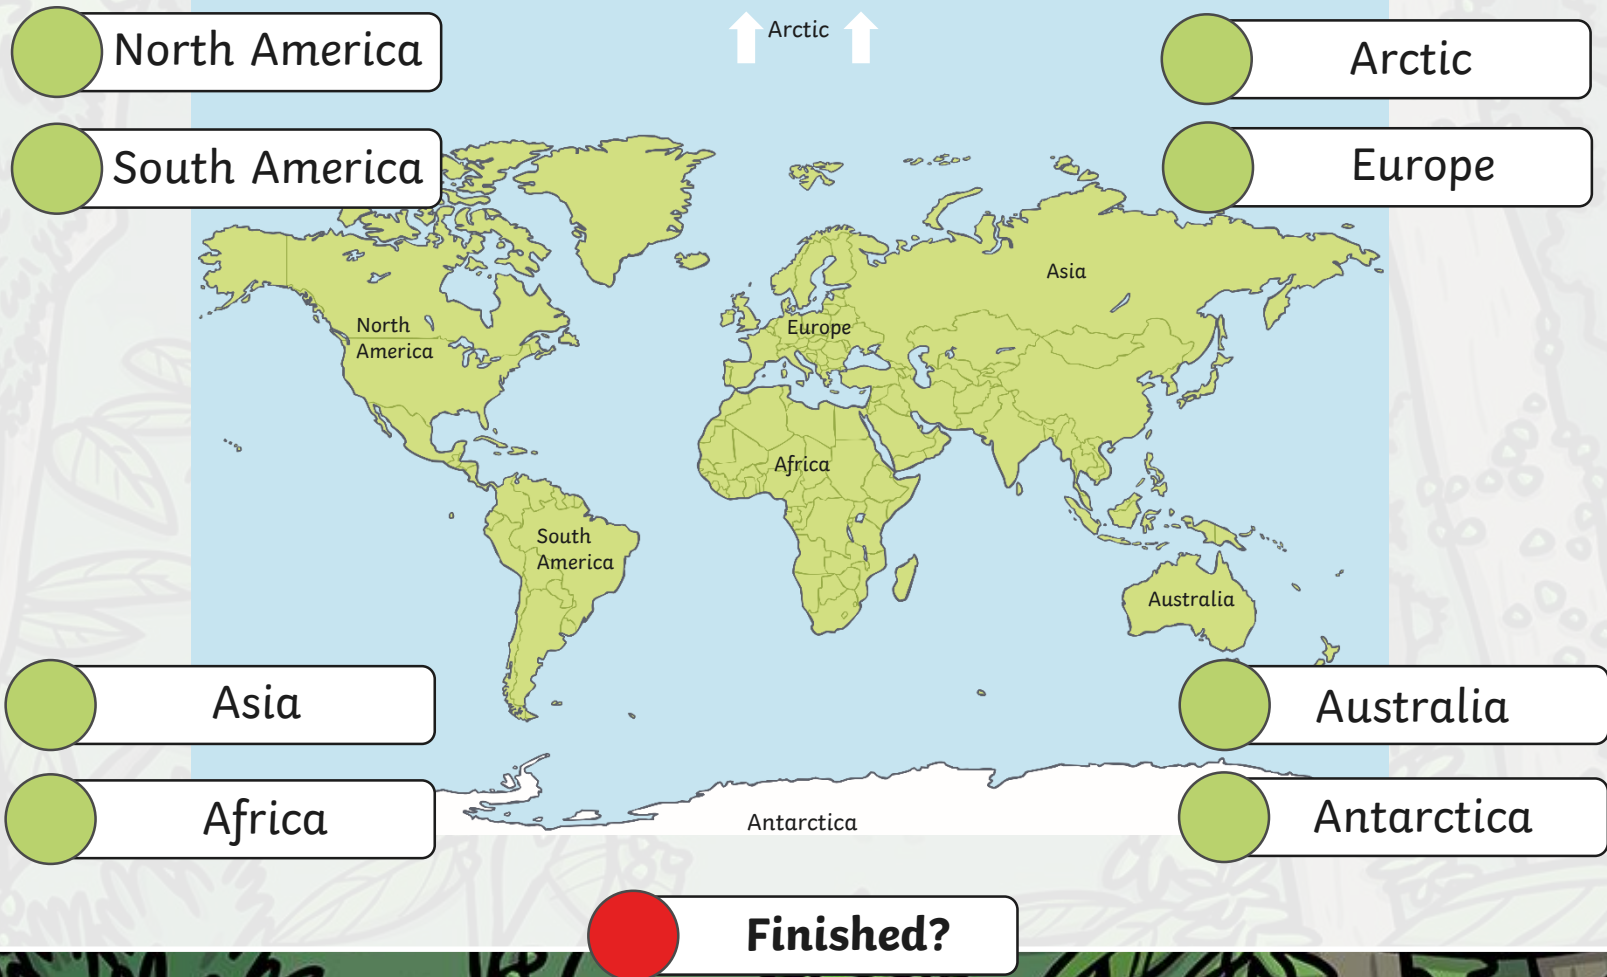 North America
Arctic
Arctic
South America
Europe
Asia
North
America
Europe
Africa
South
America
Australia
Asia
Australia
Africa
Antarctica
Antarctica
Finished?